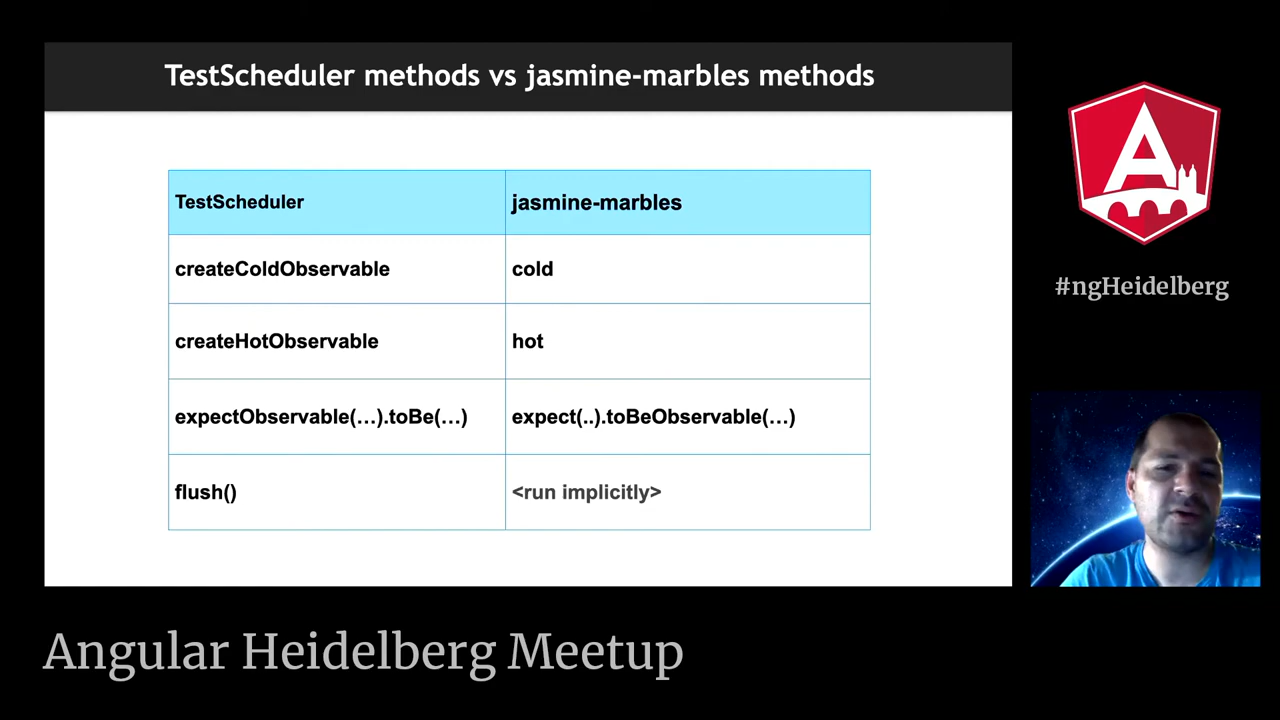 TestScheduler methods vs jasmine-marbles methods
TestScheduler jasmine-marbles
createColdObservable cold
createHotObservable hot
expectObservable(…).toBe(…) expect(..).toBeObservable(…)
flush() <run implicitly>
A
#ngHeidelberg
Angular Heidelberg Meetup